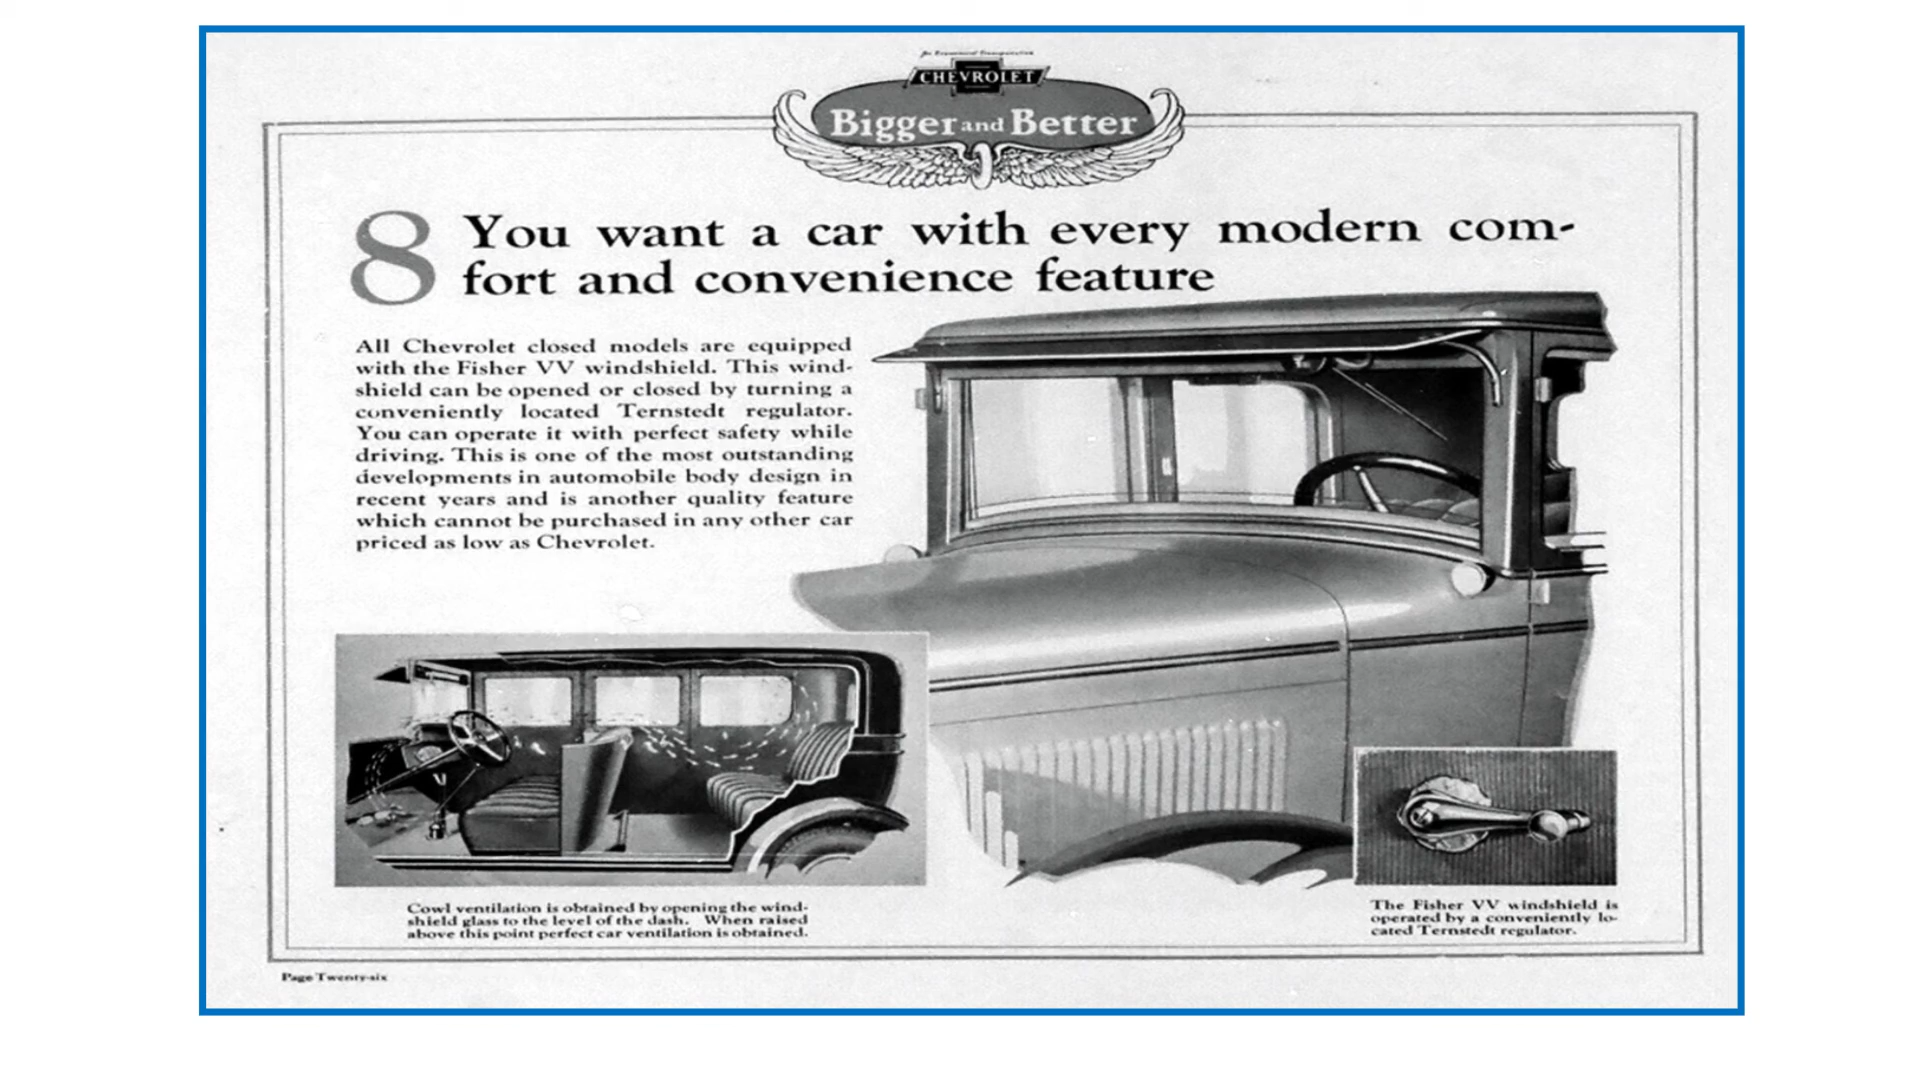 An Economical Transportation
CHEVROLET
Bigger and Better
8 You want a car with every modern com-
fort and convenience feature
All Chevrolet closed models are equipped
with the Fisher VV windshield. This wind-
shield can be opened or closed by turning a
conveniently located Ternstedt regulator.
You can operate it with perfect safety while
driving. This is one of the most outstanding
developments in automobile body design in
recent years and is another quality feature
which cannot be purchased in any other car
priced as low as Chevrolet.
Cowl ventilation is obtained by opening the wind-
shield glass to the level of the dash. When raised
above this point perfect car ventilation is obtained.
The Fisher VV windshield is
operated by a conveniently lo-
cated Ternstedt regulator.
Page Twenty-six